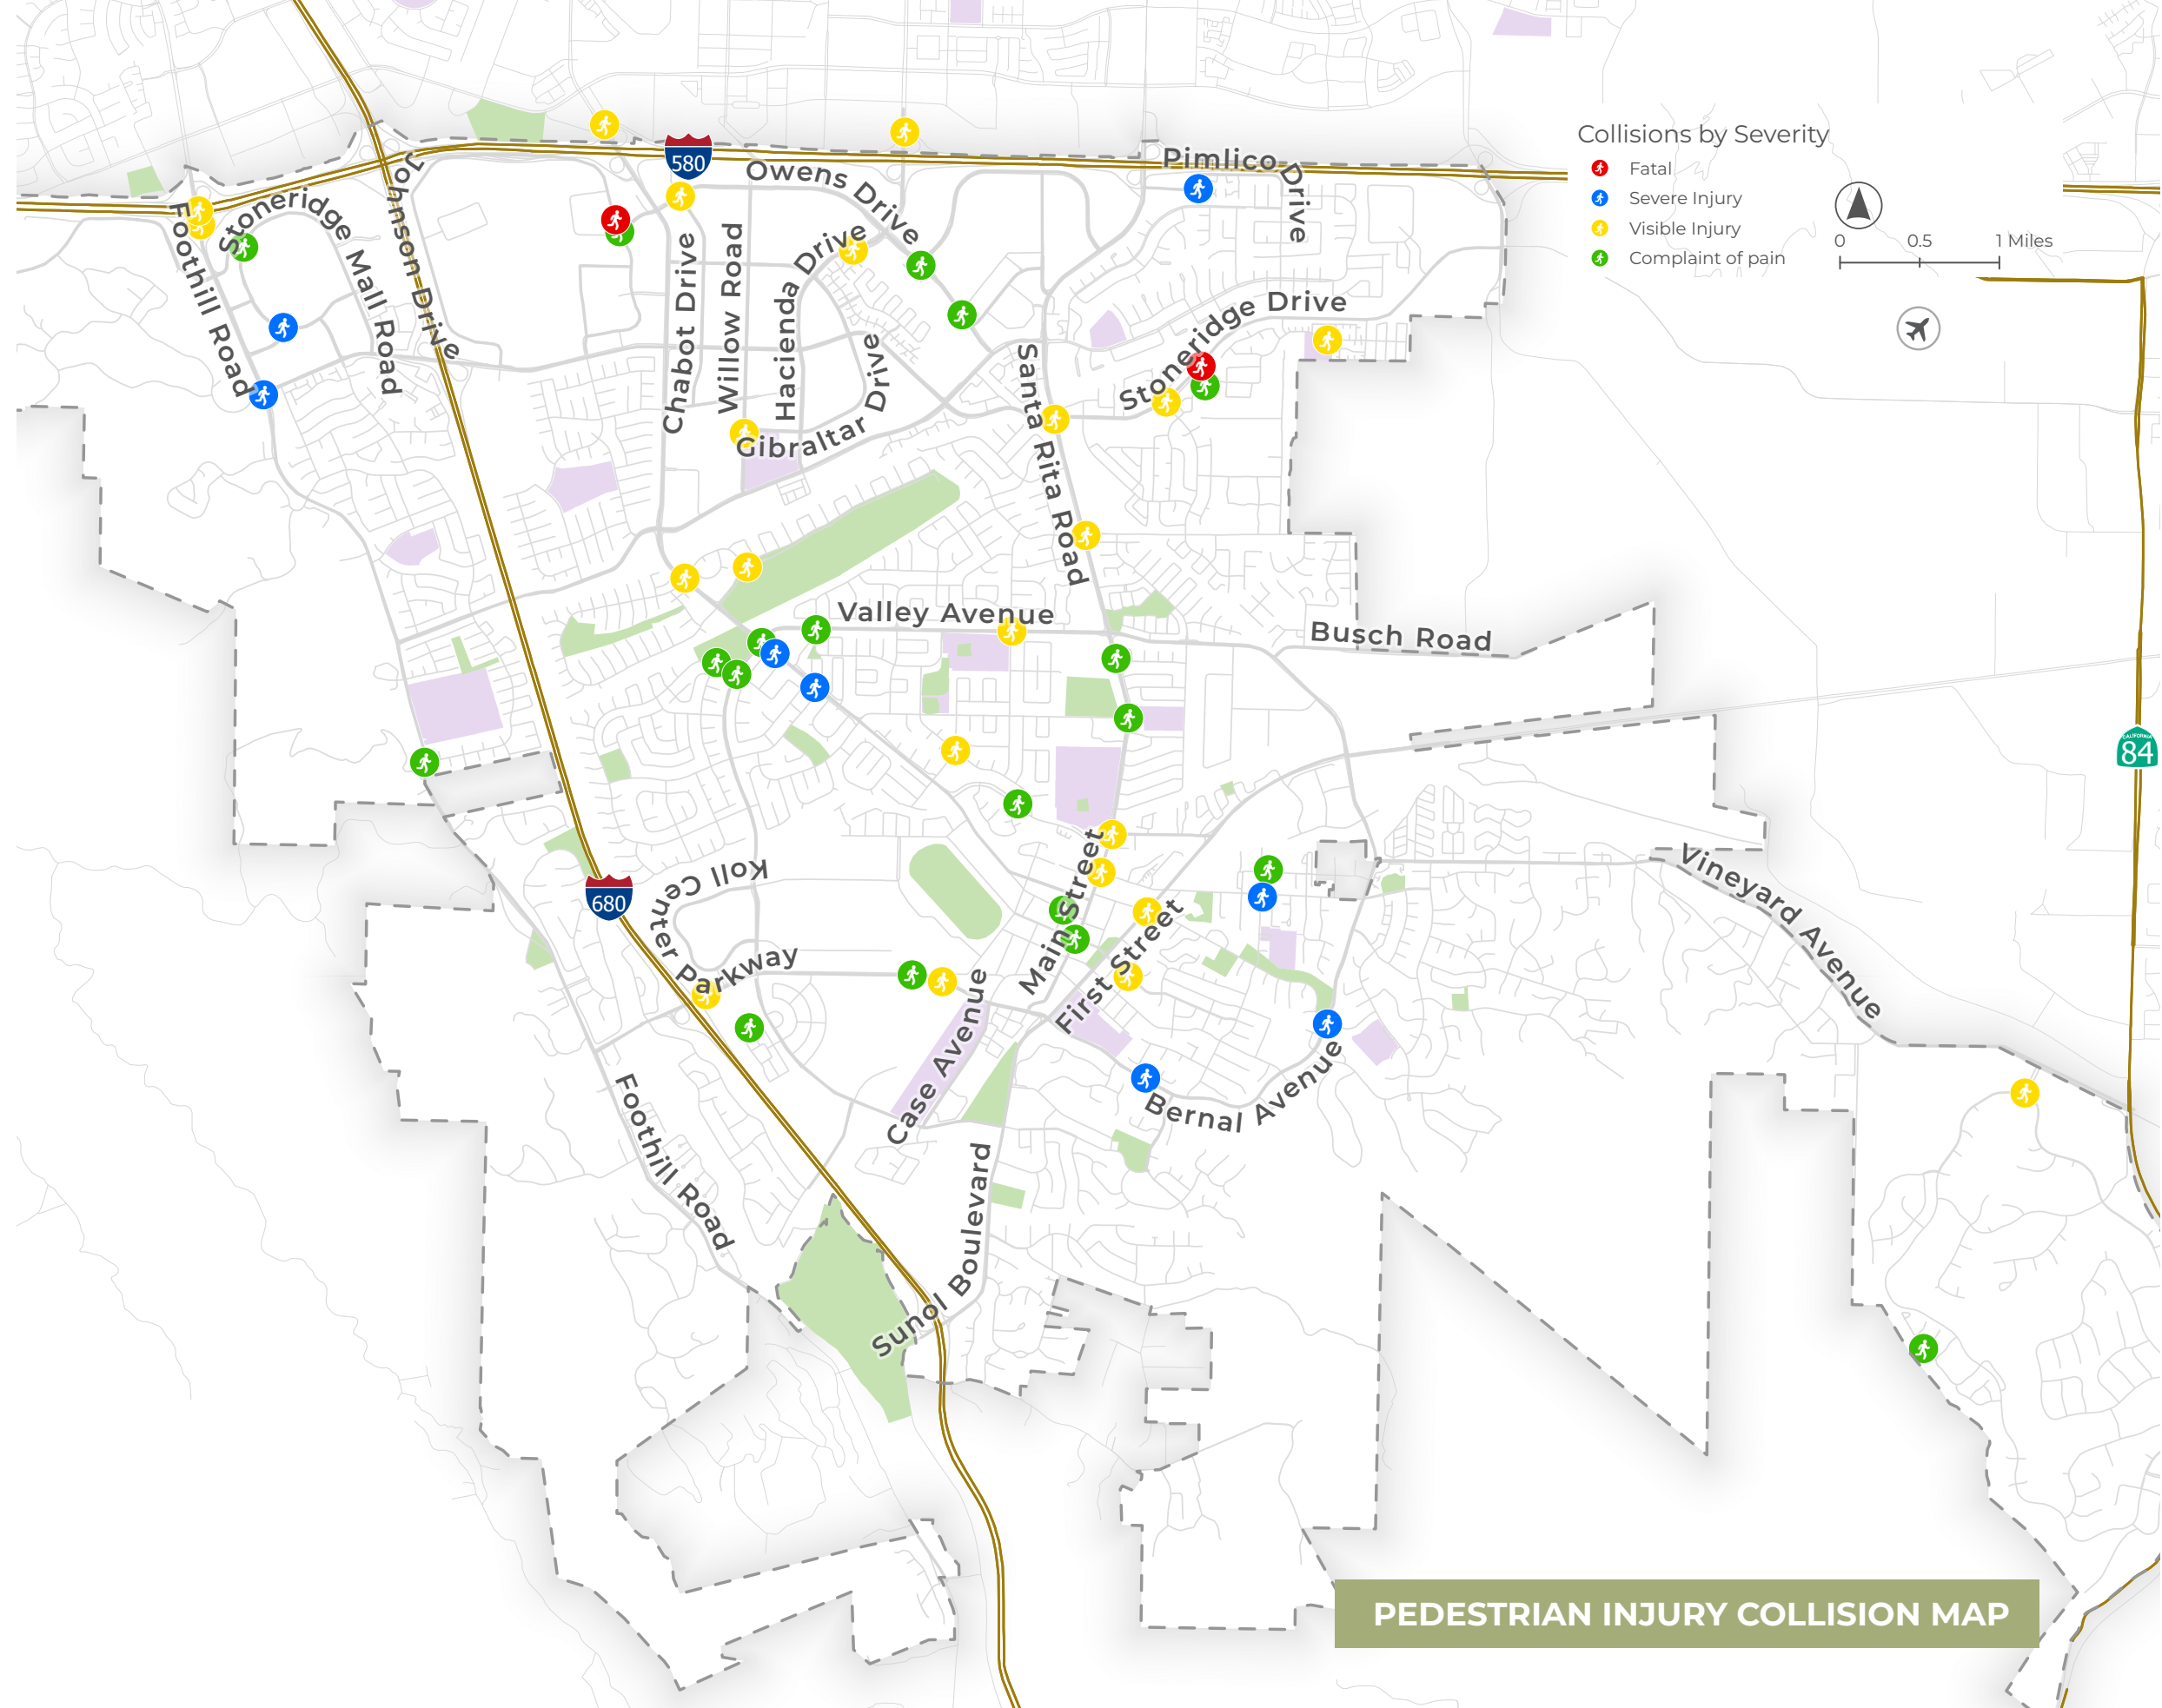 Collisions by Severity
Fatal
Severe Injury
Visible Injury
Complaint of pain
0 0.5 1 Miles
580
Pimlico Drive
Owens Drive
Johnson Drive
Stoneridge Mall Road
Foothill Road
Chabot Drive
Willow Road
Hacienda Drive
Gibraltar Drive
Stoneridge Drive
Santa Rita Road
Valley Avenue
Busch Road
CALIFORNIA
84
Vineyard Avenue
Koll Center Parkway
680
Main Street
First Street
Case Avenue
Bernal Avenue
Foothill Road
Sunol Boulevard
PEDESTRIAN INJURY COLLISION MAP